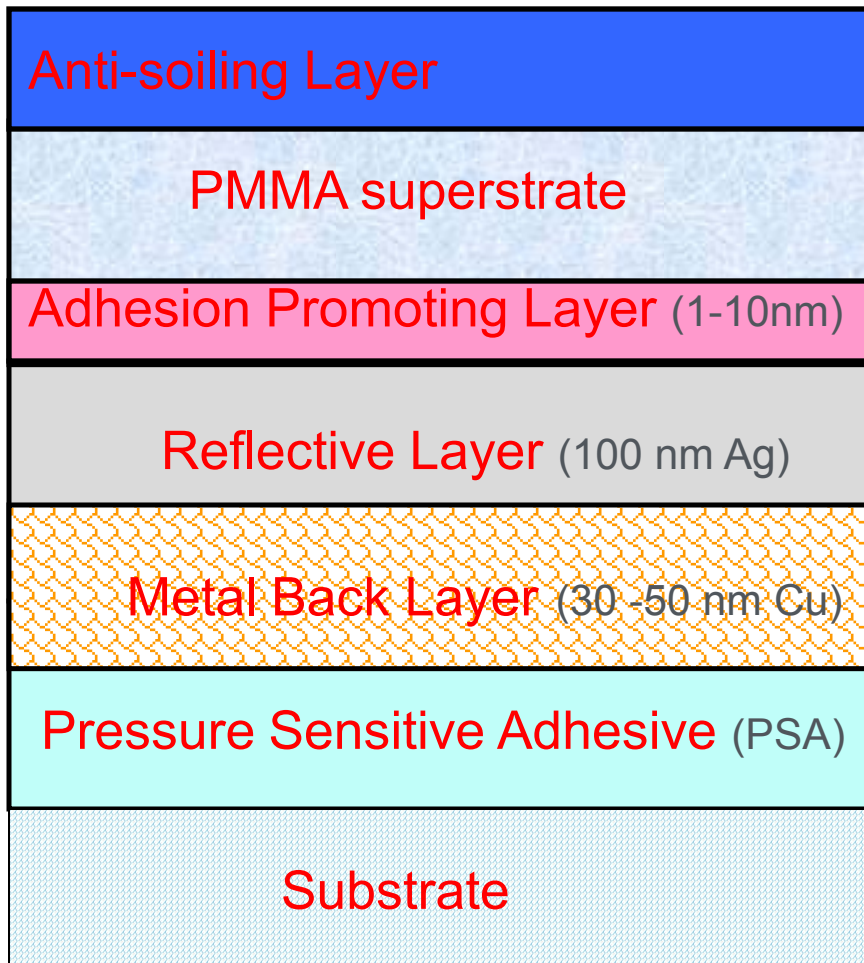 Anti-soiling Layer
PMMA superstrate
Adhesion Promoting Layer (1-10nm)
Reflective Layer (100 nm Ag)
Metal Back Layer (30 -50 nm Cu)
Pressure Sensitive Adhesive (PSA)
Substrate